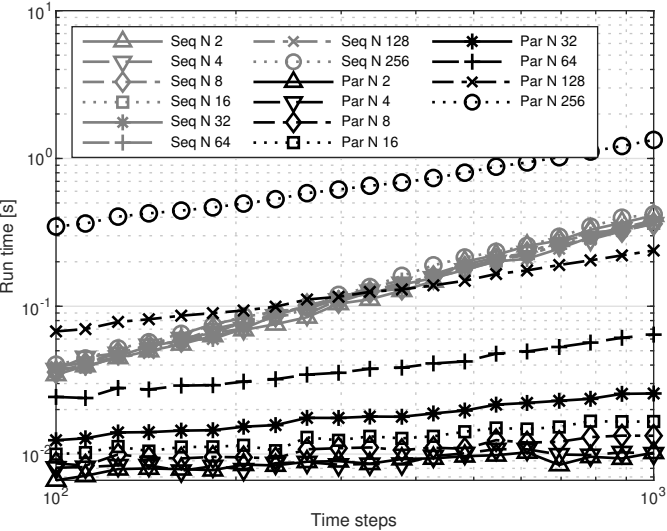 10^1
Seq N 2
Seq N 4
Seq N 8
Seq N 16
Seq N 32
Seq N 64
Seq N 128
Seq N 256
Par N 2
Par N 4
Par N 8
Par N 16
Par N 32
Par N 64
Par N 128
Par N 256
10^0
Run time [s]
10^-1
10^-2
10^2
10^3
Time steps